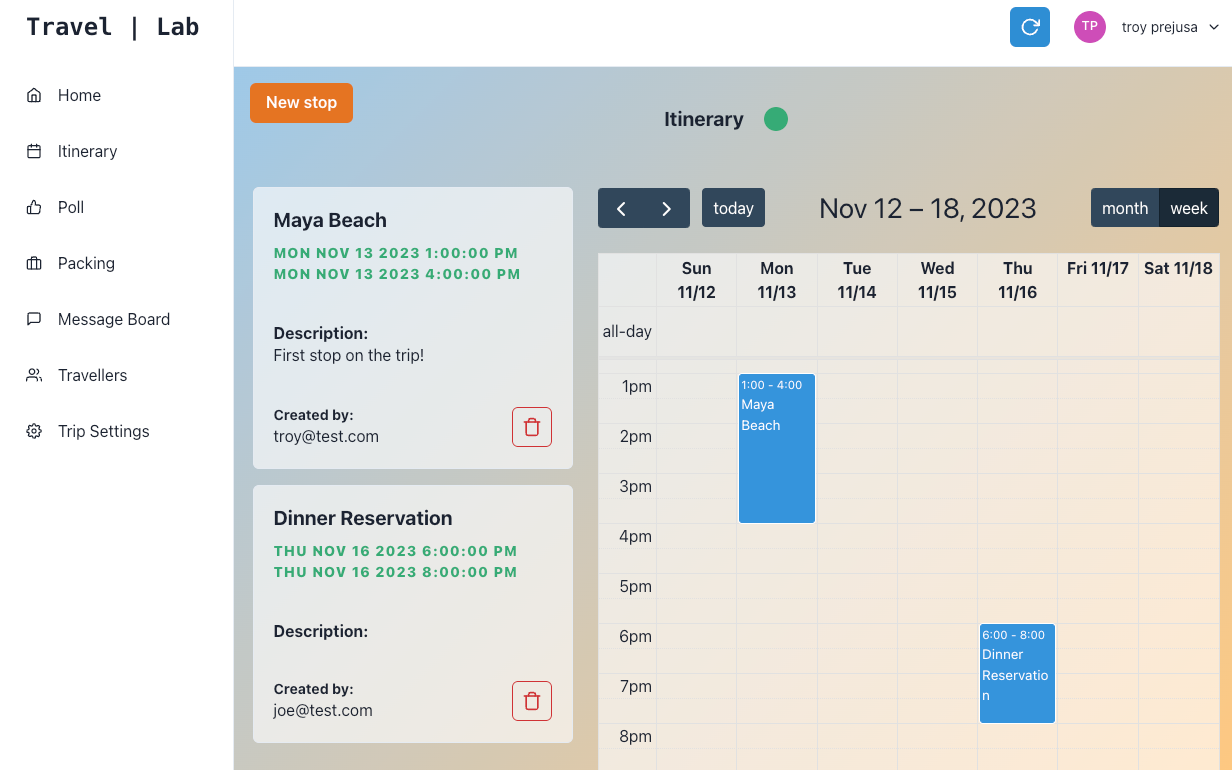 Travel | Lab
TP
troy prejusa
Home
Itinerary
Poll
Packing
Message Board
Travellers
Trip Settings
New stop
Itinerary
Maya Beach
MON NOV 13 2023 1:00:00 PM
MON NOV 13 2023 4:00:00 PM
Description:
First stop on the trip!
Created by:
troy@test.com
Dinner Reservation
THU NOV 16 2023 6:00:00 PM
THU NOV 16 2023 8:00:00 PM
Description:
Created by:
joe@test.com
today
Nov 12 – 18, 2023
month
week
Sun
11/12
Mon
11/13
Tue
11/14
Wed
11/15
Thu
11/16
Fri 11/17
Sat 11/18
all-day
1pm
2pm
3pm
4pm
5pm
6pm
7pm
8pm
1:00 - 4:00
Maya
Beach
6:00 - 8:00
Dinner
Reservatio
n